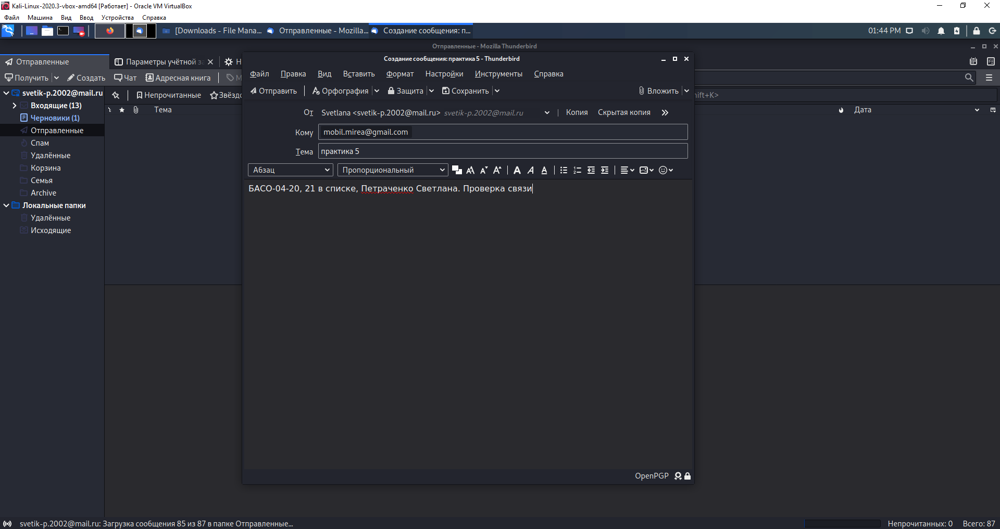 Kali-Linux-2020.3-vbox-amd64 [Работает] - Oracle VM VirtualBox
Файл Машина Вид Ввод Устройства Справка
[Downloads - File Mana... Отправленные - Mozilla... Создание сообщения: п... 01:44 PM
Отправленные - Mozilla Thunderbird
Отправленные Параметры учётной за
Создание сообщения: практика 5 - Thunderbird
Получить Создать Чат Адресная книга
Файл Правка Вид Вставить Формат Настройки Инструменты Справка
Отправить Орфография Защита Сохранить Вложить
svetik-p.2002@mail.ru
Непрочитанные Звёздо
ift+K>
Входящие (13)
Черновики (1)
Отправленные
Спам
Удалённые
Корзина
Семья
Archive
Локальные папки
Удалённые
Исходящие
Тема Дата
От Svetlana <svetik-p.2002@mail.ru> svetik-p.2002@mail.ru Копия Скрытая копия
Кому mobil.mirea@gmail.com
Тема практика 5
Абзац Пропорциональный
БАСО-04-20, 21 в списке, Петраченко Светлана. Проверка связи
OpenPGP
svetik-p.2002@mail.ru: Загрузка сообщения 85 из 87 в папке Отправленные... Непрочитанных: 0 Всего: 87